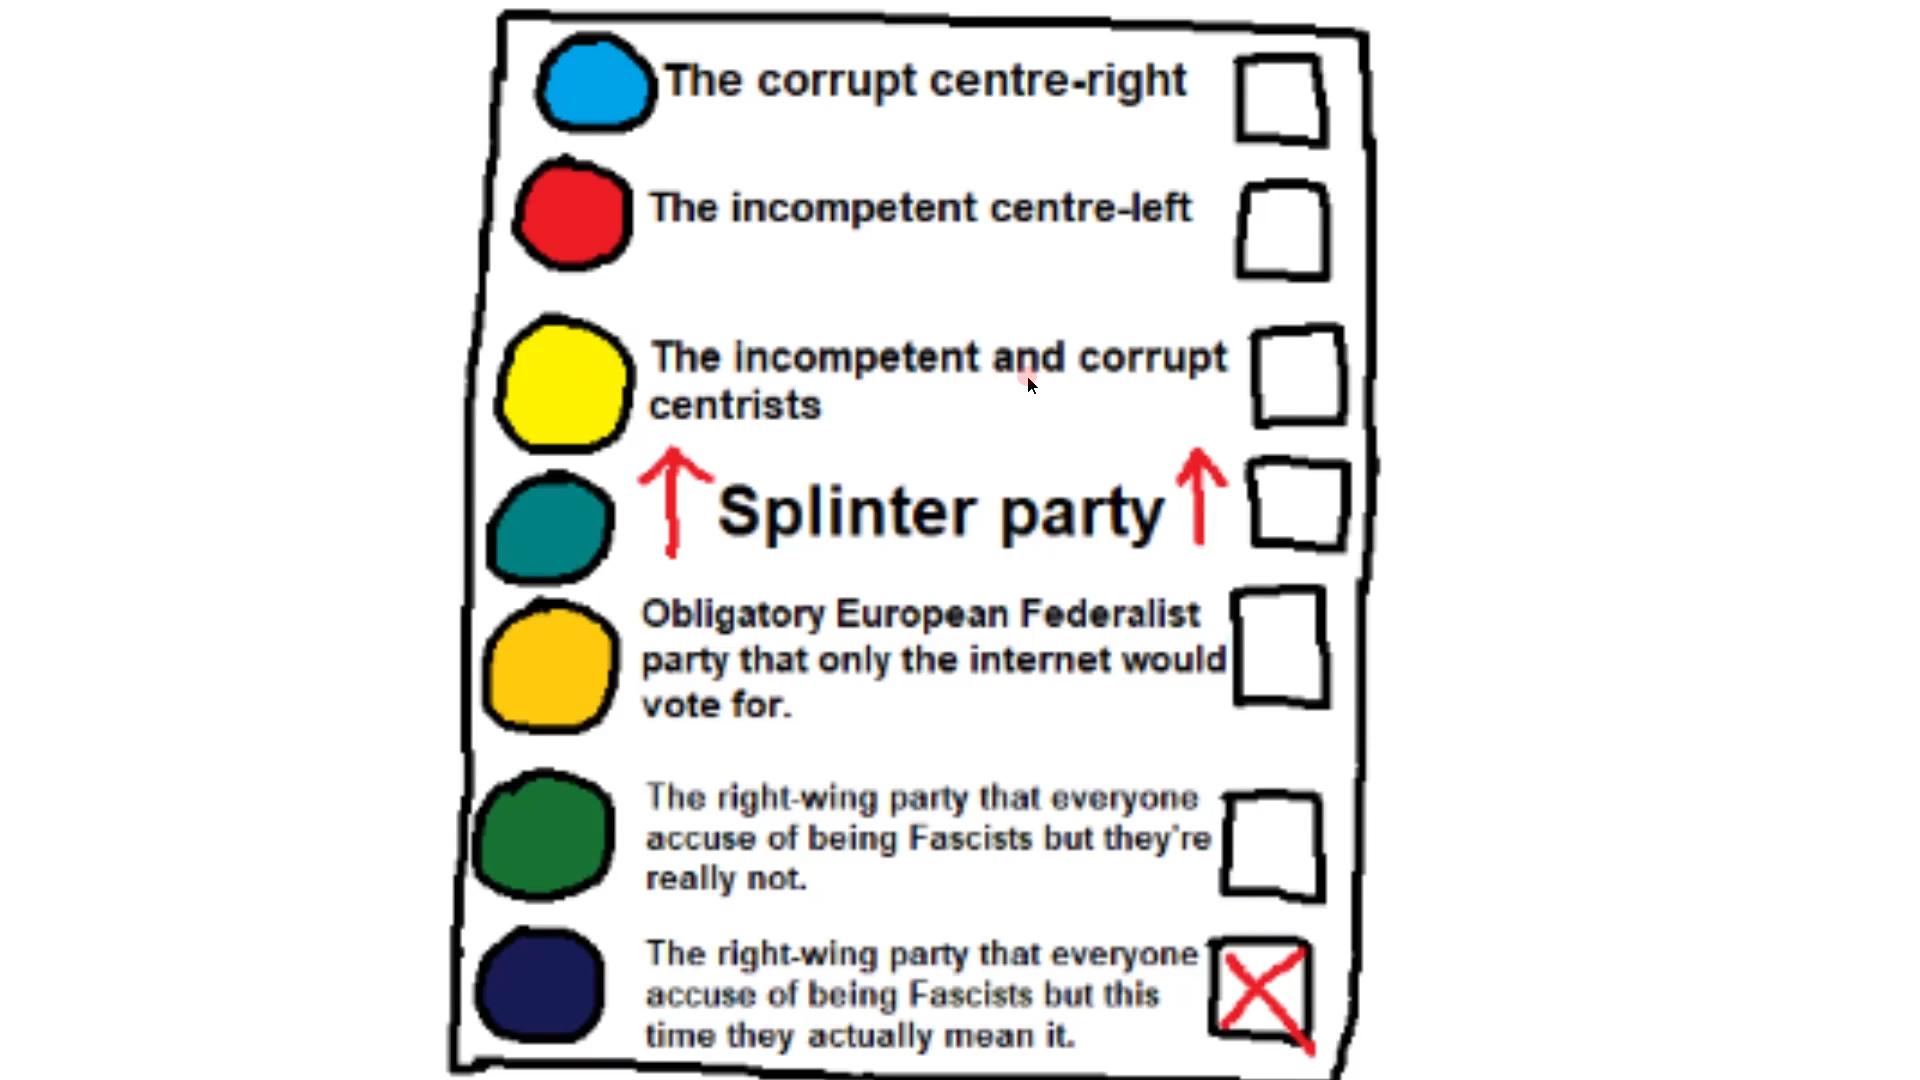 The corrupt centre-right
The incompetent centre-left
The incompetent and corrupt
centrists
Splinter party
Obligatory European Federalist
party that only the internet would
vote for.
The right-wing party that everyone
accuse of being Fascists but they're
really not.
The right-wing party that everyone
accuse of being Fascists but this
time they actually mean it.